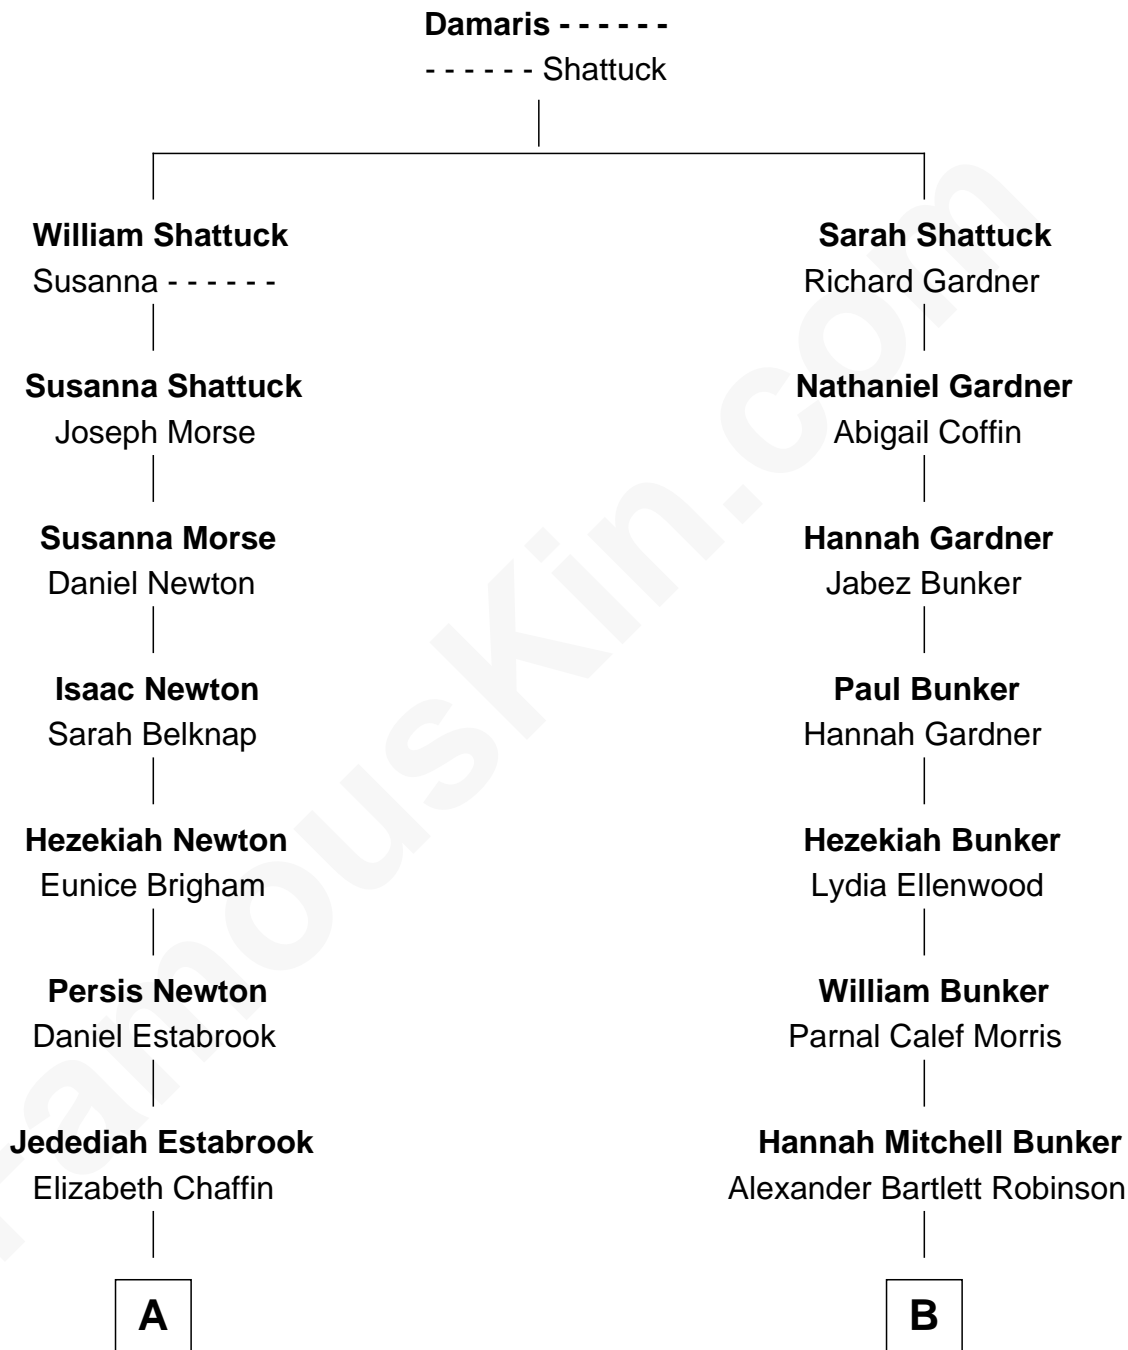 Damaris - - - - - -
- - - - - - Shattuck
William Shattuck
Susanna - - - - - -
Susanna Shattuck
Joseph Morse
Susanna Morse
Daniel Newton
Isaac Newton
Sarah Belknap
Hezekiah Newton
Eunice Brigham
Persis Newton
Daniel Estabrook
Jedediah Estabrook
Elizabeth Chaffin
A
Sarah Shattuck
Richard Gardner
Nathaniel Gardner
Abigail Coffin
Hannah Gardner
Jabez Bunker
Paul Bunker
Hannah Gardner
Hezekiah Bunker
Lydia Ellenwood
William Bunker
Parnal Calef Morris
Hannah Mitchell Bunker
Alexander Bartlett Robinson
B
FamousKin.com